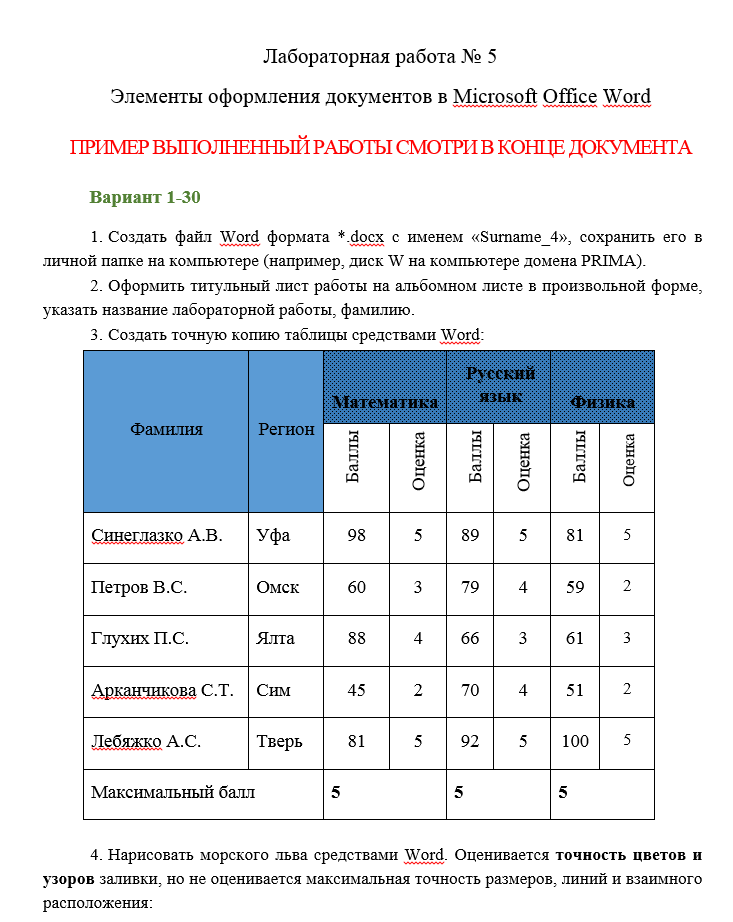 Лабораторная работа № 5
Элементы оформления документов в Microsoft Office Word
ПРИМЕР ВЫПОЛНЕННЫЙ РАБОТЫ СМОТРИ В КОНЦЕ ДОКУМЕНТА
Вариант 1-30
1. Создать файл Word формата *.docx с именем «Surname_4», сохранить его в
личной папке на компьютере (например, диск W на компьютере домена PRIMA).
2. Оформить титульный лист работы на альбомном листе в произвольной форме,
указать название лабораторной работы, фамилию.
3. Создать точную копию таблицы средствами Word:
Фамилия Регион Математика Русский язык Физика
Баллы Оценка Баллы Оценка Баллы Оценка
Синеглазко А.В. Уфа 98 5 89 5 81 5
Петров В.С. Омск 60 3 79 4 59 2
Глухих П.С. Ялта 88 4 66 3 61 3
Арканчикова С.Т. Сим 45 2 70 4 51 2
Лебяжко А.С. Тверь 81 5 92 5 100 5
Максимальный балл 5 5 5
4. Нарисовать морского льва средствами Word. Оценивается точность цветов и
узоров заливки, но не оценивается максимальная точность размеров, линий и взаимного
расположения: